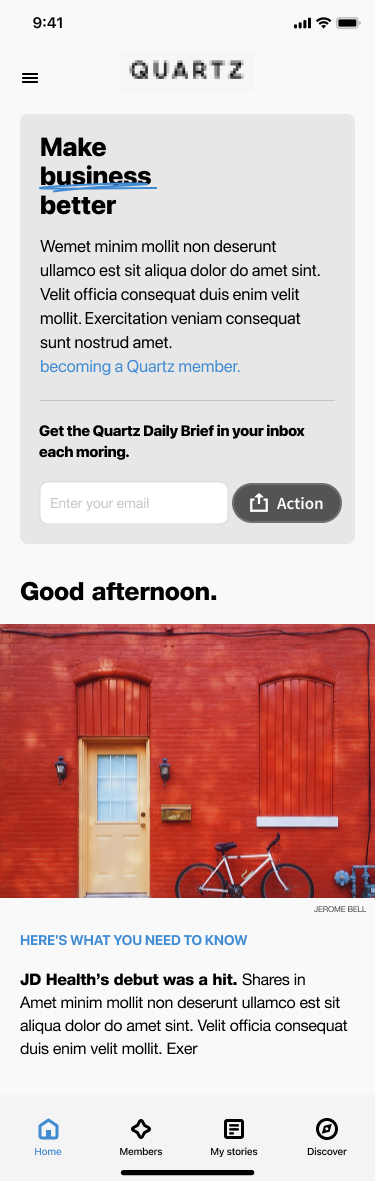 9:41
QUARTZ
Make
business
better
Wemet minim mollit non deserunt
ullamco est sit aliqua dolor do amet sint.
Velit officia consequat duis enim velit
mollit. Exercitation veniam consequat
sunt nostrud amet.
becoming a Quartz member.
Get the Quartz Daily Brief in your inbox
each moring.
Enter your email
Action
Good afternoon.
JEROME BELL
HERE'S WHAT YOU NEED TO KNOW
JD Health's debut was a hit. Shares in
Amet minim mollit non deserunt ullamco est sit
aliqua dolor do amet sint. Velit officia consequat
duis enim velit mollit. Exer
Home
Members
My stories
Discover